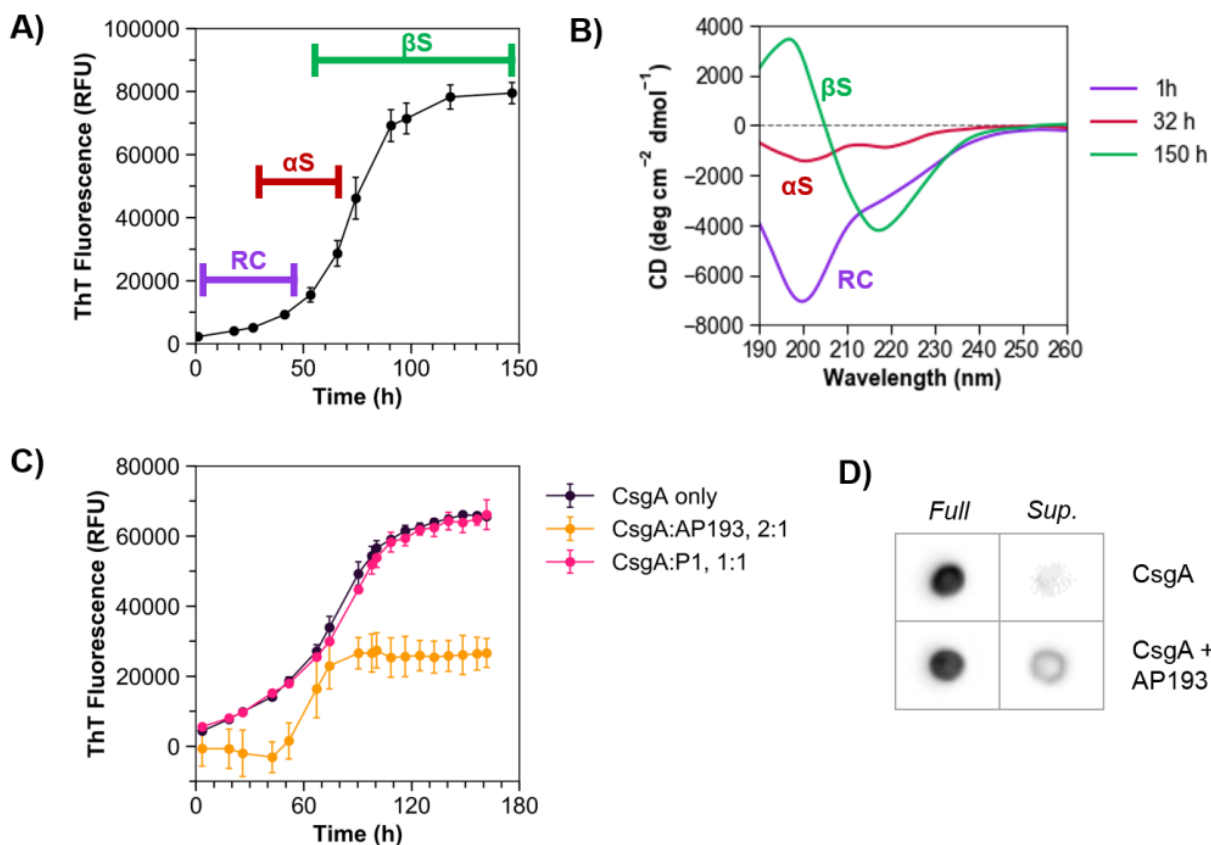 A)
ThT Fluorescence (RFU)
100000
80000
60000
40000
20000
0
βS
αS
RC
0 50 100 150
Time (h)
B)
CD (deg cm⁻² dmol⁻¹)
4000
2000
0
−2000
−4000
−6000
−8000
βS
αS
RC
190 200 210 220 230 240 250 260
Wavelength (nm)
1h
32 h
150 h
C)
ThT Fluorescence (RFU)
80000
60000
40000
20000
0
0 60 120 180
Time (h)
CsgA only
CsgA:AP193, 2:1
CsgA:P1, 1:1
D)
Full Sup.
CsgA
CsgA +
AP193